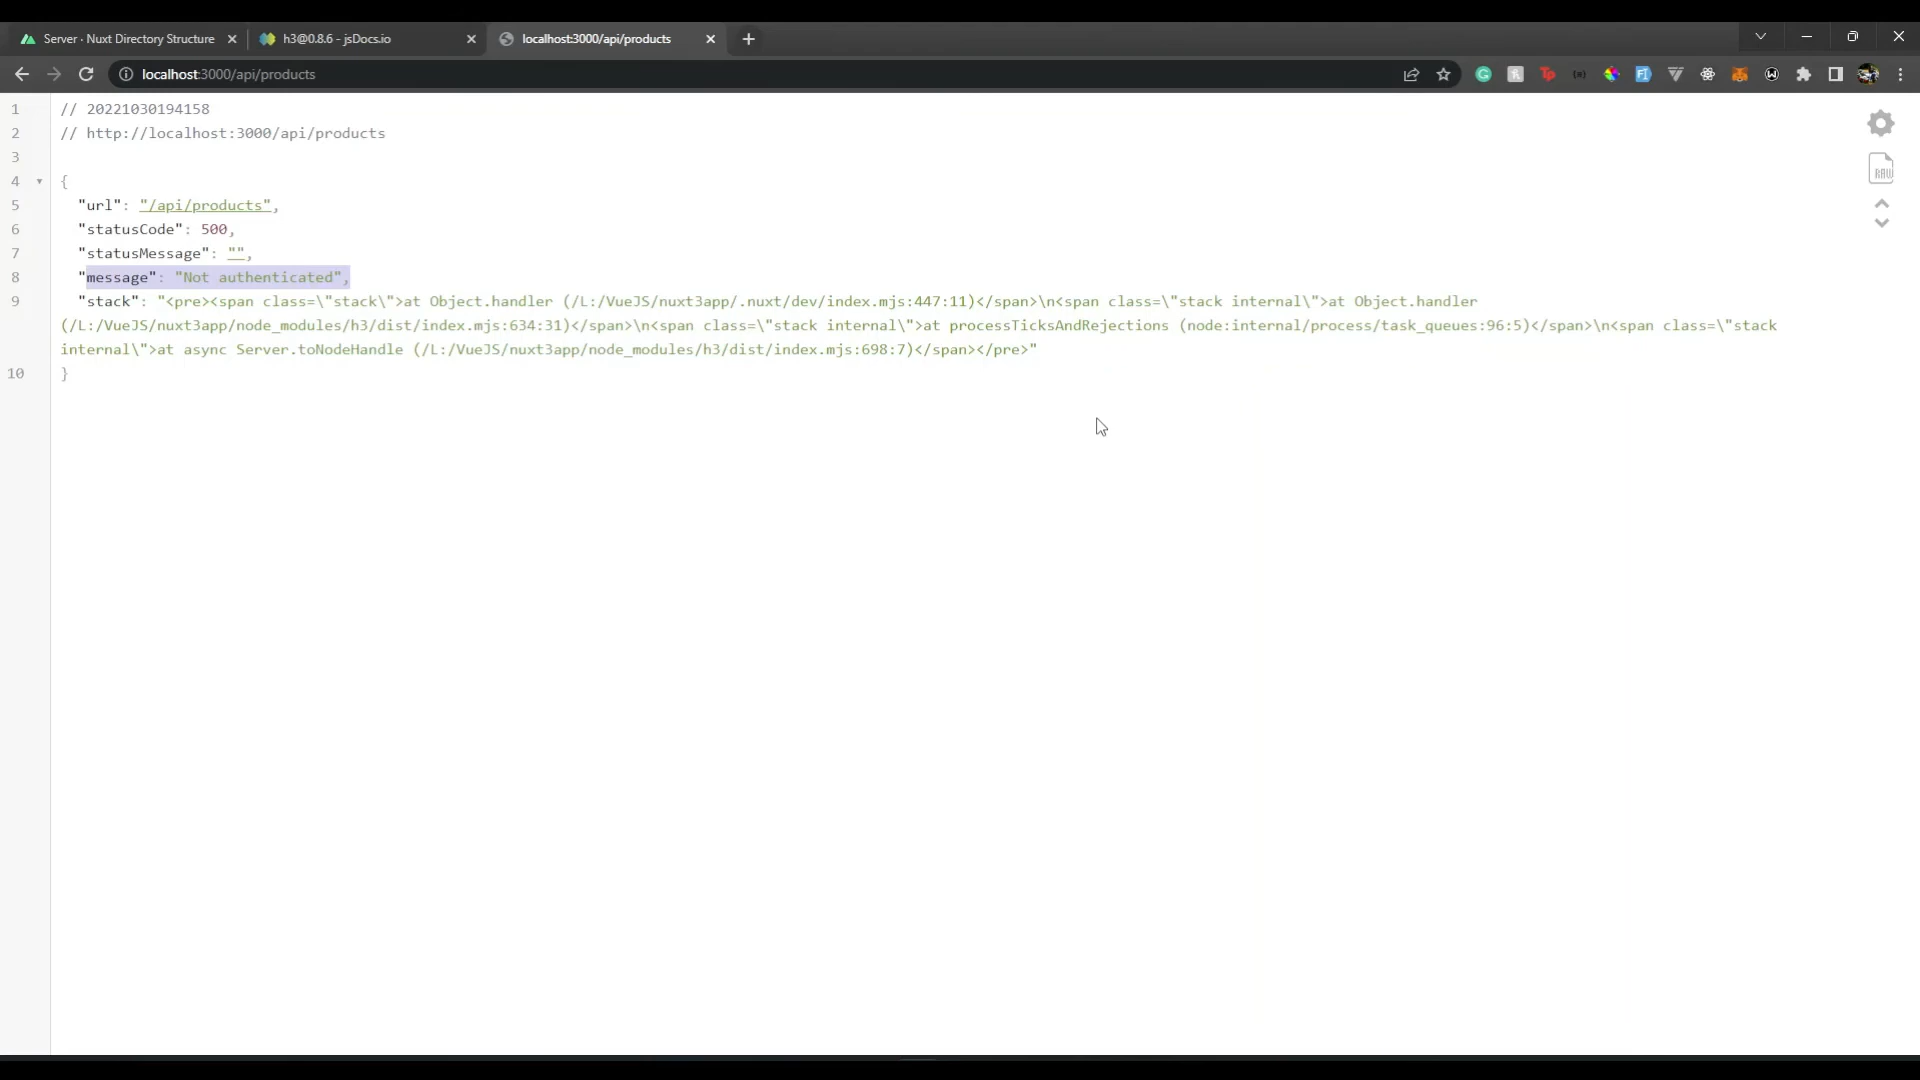 Server · Nuxt Directory Structure
h3@0.8.6 - jsDocs.io
localhost:3000/api/products
localhost:3000/api/products
1 // 20221030194158
2 // http://localhost:3000/api/products
3
4 {
5 "url": "/api/products",
6 "statusCode": 500,
7 "statusMessage": "",
8 "message": "Not authenticated",
9 "stack": "<pre><span class=\"stack\">at Object.handler (/L:/VueJS/nuxt3app/.nuxt/dev/index.mjs:447:11)</span>\n<span class=\"stack internal\">at Object.handler
(/L:/VueJS/nuxt3app/node_modules/h3/dist/index.mjs:634:31)</span>\n<span class=\"stack internal\">at processTicksAndRejections (node:internal/process/task_queues:96:5)</span>\n<span class=\"stack
internal\">at async Server.toNodeHandle (/L:/VueJS/nuxt3app/node_modules/h3/dist/index.mjs:698:7)</span></pre>"
10 }
RAW